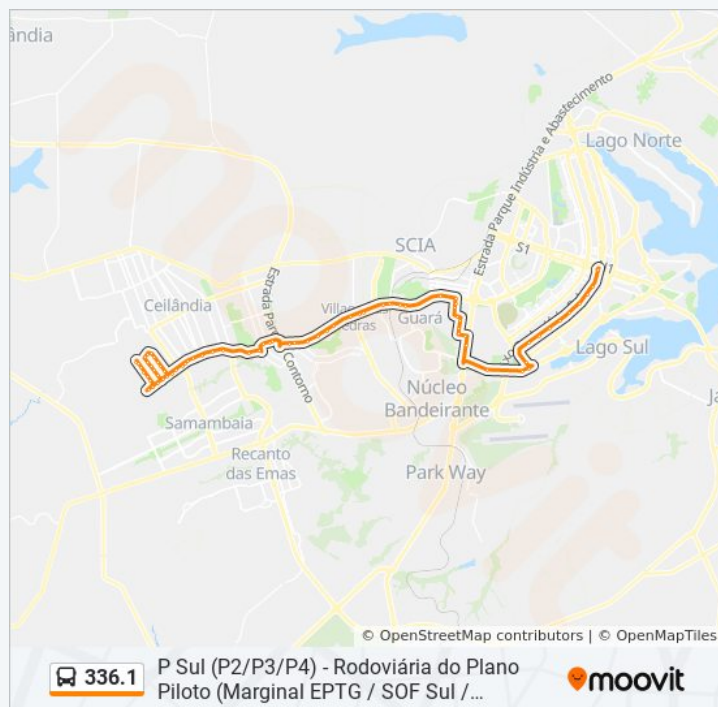 ândia
Estrada Parque Indústria e Abastecimento
Lago Norte
SCIA
S1
Ceilândia
Estrada Par
Contorno
Guará
Lago Sul
Núcleo
Bandeirante
Samambaia
Recanto
das Emas
Park Way
© OpenStreetMap contributors | © OpenMapTiles
336.1
P Sul (P2/P3/P4) - Rodoviária do Plano
Piloto (Marginal EPTG / SOF Sul /…
moovit